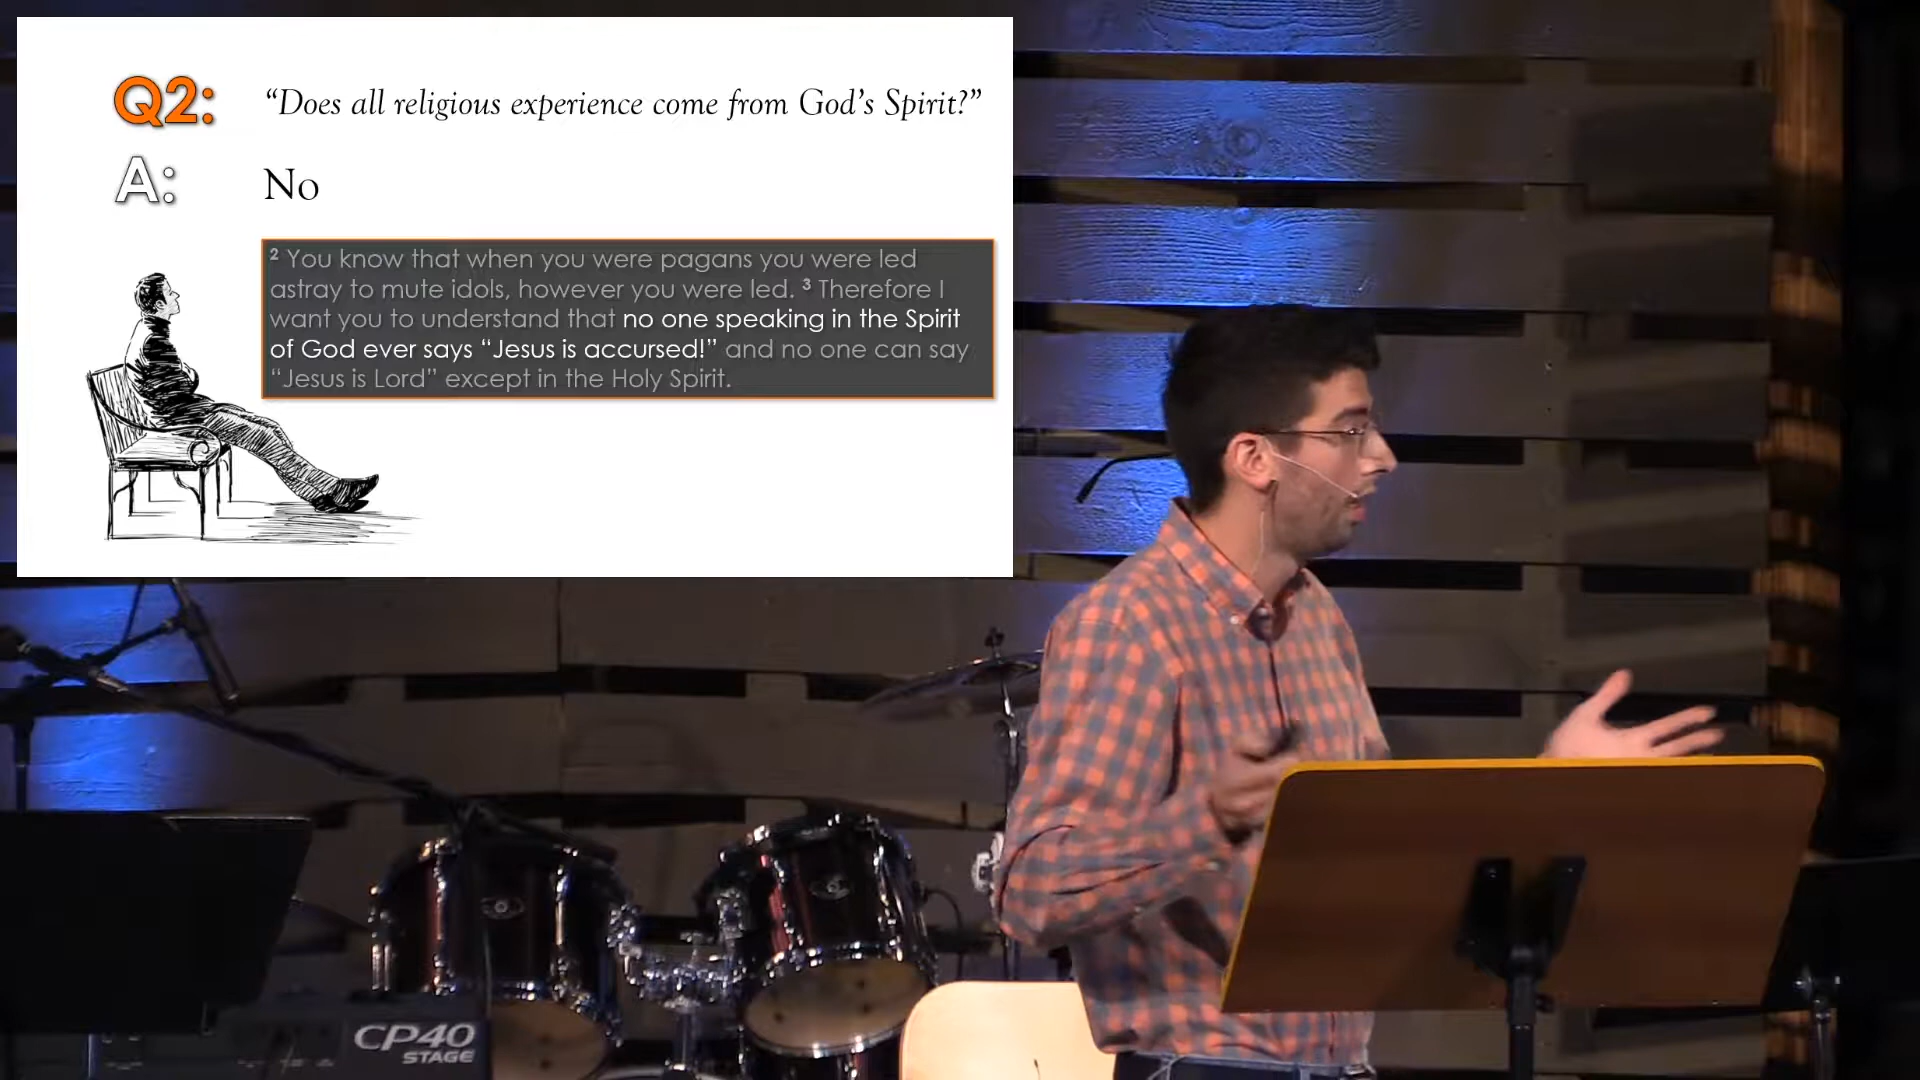 Q2: “Does all religious experience come from God’s Spirit?”
A: No
² You know that when you were pagans you were led
astray to mute idols, however you were led. ³ Therefore I
want you to understand that no one speaking in the Spirit
of God ever says “Jesus is accursed!” and no one can say
“Jesus is Lord” except in the Holy Spirit.
CP40
STAGE